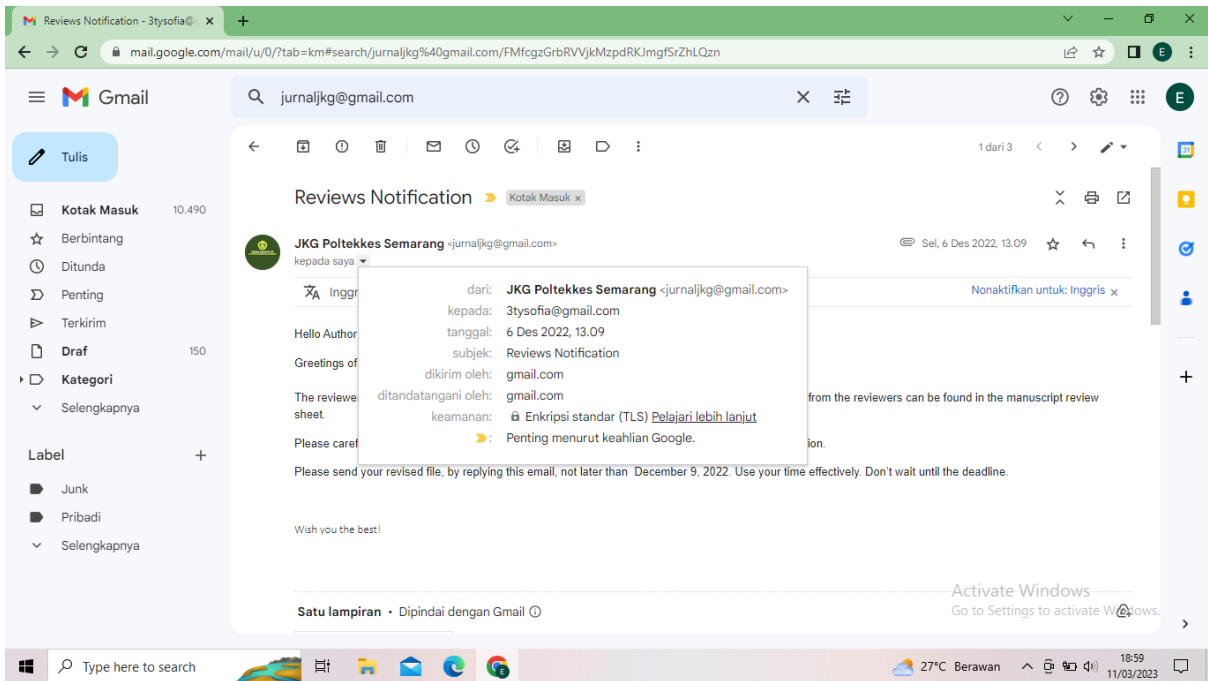 Reviews Notification - 3tysofia@
mail.google.com/mail/u/0/?tab=km#search/jurnaljkg%40gmail.com/FMfcgzGrbRVVjkMzpdRKJmgfSrZhLQzn
E
Gmail
jurnaljkg@gmail.com
E
Tulis
1 dari 3
31
Reviews Notification
Kotak Masuk ×
Kotak Masuk 10.490
Berbintang
Ditunda
Penting
Terkirim
Draf 150
Kategori
Selengkapnya
Label +
Junk
Pribadi
Selengkapnya
JKG Poltekkes Semarang <jurnaljkg@gmail.com>
Sel, 6 Des 2022, 13.09
kepada saya
Inggr
Nonaktifkan untuk: Inggris ×
dari: JKG Poltekkes Semarang <jurnaljkg@gmail.com>
kepada: 3tysofia@gmail.com
tanggal: 6 Des 2022, 13.09
subjek: Reviews Notification
dikirim oleh: gmail.com
ditandatangani oleh: gmail.com
keamanan: Enkripsi standar (TLS) Pelajari lebih lanjut
: Penting menurut keahlian Google.
Hello Author
Greetings of
The reviewe from the reviewers can be found in the manuscript review
sheet.
Please caref ion.
Please send your revised file, by replying this email, not later than December 9, 2022. Use your time effectively. Don't wait until the deadline.
Wish you the best!
Satu lampiran • Dipindai dengan Gmail
Activate Windows
Go to Settings to activate Windows.
Type here to search
27°C Berawan
18:59
11/03/2023